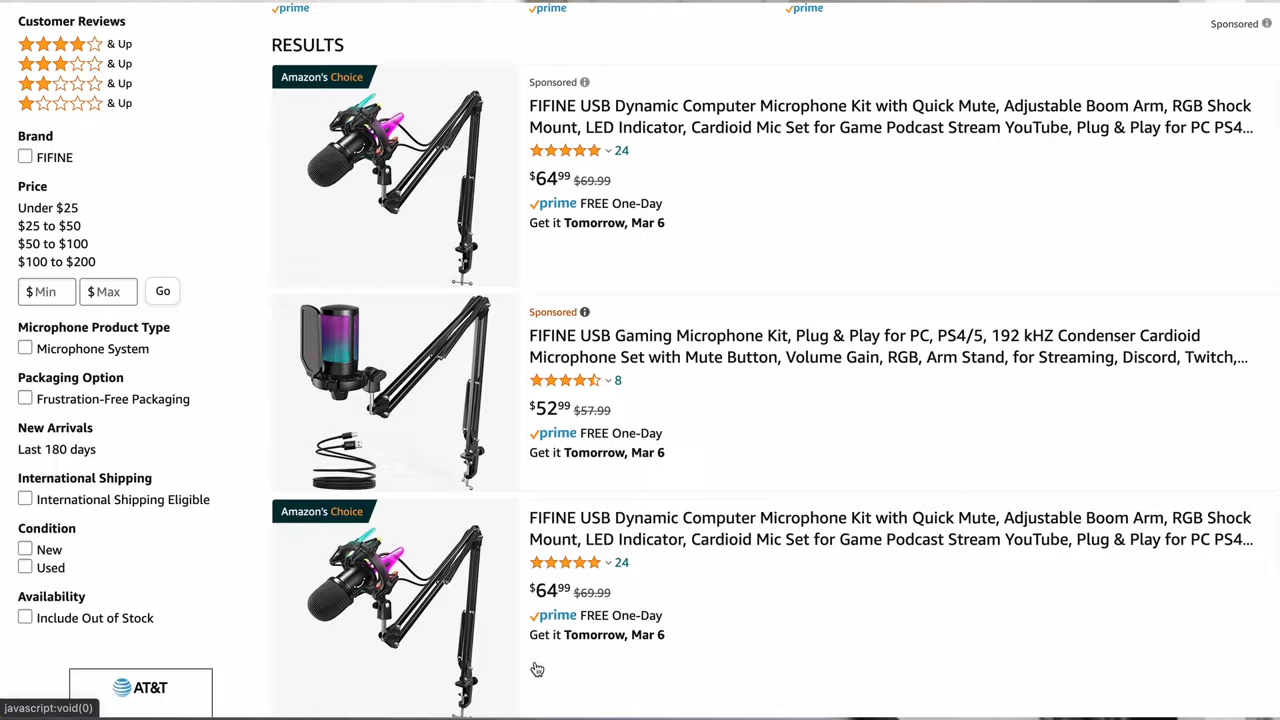 Customer Reviews
& Up
& Up
& Up
& Up
Brand
FIFINE
Price
Under $25
$25 to $50
$50 to $100
$100 to $200
$ Min
$ Max
Go
Microphone Product Type
Microphone System
Packaging Option
Frustration-Free Packaging
New Arrivals
Last 180 days
International Shipping
International Shipping Eligible
Condition
New
Used
Availability
Include Out of Stock
AT&T
javascript:void(0)
prime
prime
prime
Sponsored
RESULTS
Amazon's Choice
Sponsored
FIFINE USB Dynamic Computer Microphone Kit with Quick Mute, Adjustable Boom Arm, RGB Shock
Mount, LED Indicator, Cardioid Mic Set for Game Podcast Stream YouTube, Plug & Play for PC PS4...
24
$6499 $69.99
prime FREE One-Day
Get it Tomorrow, Mar 6
Sponsored
FIFINE USB Gaming Microphone Kit, Plug & Play for PC, PS4/5, 192 kHZ Condenser Cardioid
Microphone Set with Mute Button, Volume Gain, RGB, Arm Stand, for Streaming, Discord, Twitch,...
8
$5299 $57.99
prime FREE One-Day
Get it Tomorrow, Mar 6
Amazon's Choice
FIFINE USB Dynamic Computer Microphone Kit with Quick Mute, Adjustable Boom Arm, RGB Shock
Mount, LED Indicator, Cardioid Mic Set for Game Podcast Stream YouTube, Plug & Play for PC PS4...
24
$6499 $69.99
prime FREE One-Day
Get it Tomorrow, Mar 6